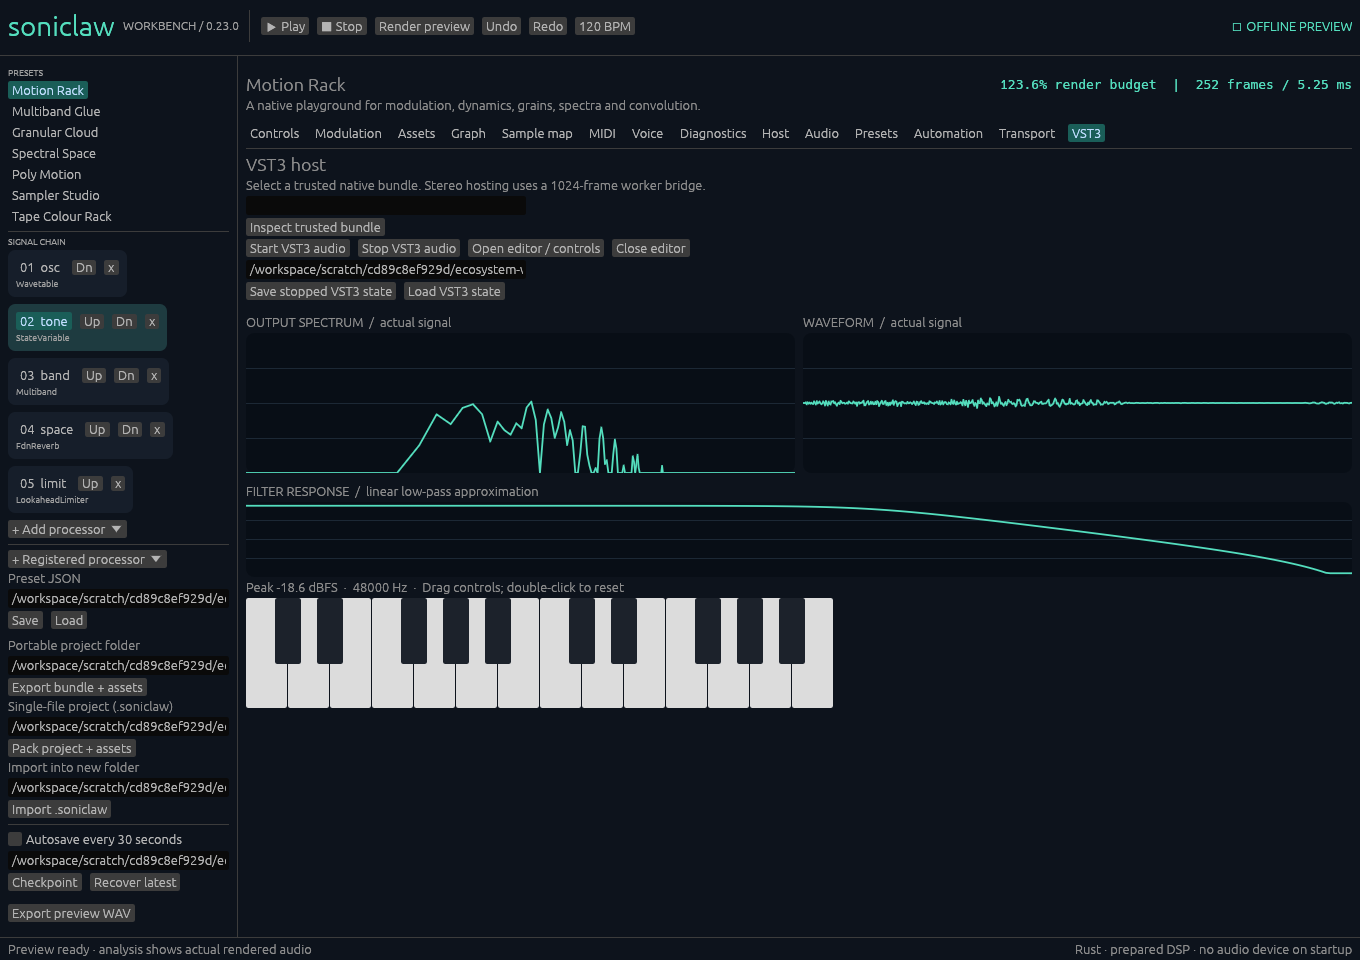 soniclaw WORKBENCH / 0.23.0 ▶ Play ■ Stop Render preview Undo Redo 120 BPM □ OFFLINE PREVIEW
PRESETS
Motion Rack
Multiband Glue
Granular Cloud
Spectral Space
Poly Motion
Sampler Studio
Tape Colour Rack
SIGNAL CHAIN
01 osc Dn x
Wavetable
02 tone Up Dn x
StateVariable
03 band Up Dn x
Multiband
04 space Up Dn x
FdnReverb
05 limit Up x
LookaheadLimiter
+ Add processor ▼
+ Registered processor ▼
Preset JSON
/workspace/scratch/cd89c8ef929d/e
Save Load
Portable project folder
/workspace/scratch/cd89c8ef929d/e
Export bundle + assets
Single-file project (.soniclaw)
/workspace/scratch/cd89c8ef929d/e
Pack project + assets
Import into new folder
/workspace/scratch/cd89c8ef929d/e
Import .soniclaw
Autosave every 30 seconds
/workspace/scratch/cd89c8ef929d/e
Checkpoint Recover latest
Export preview WAV
Motion Rack
123.6% render budget | 252 frames / 5.25 ms
A native playground for modulation, dynamics, grains, spectra and convolution.
Controls Modulation Assets Graph Sample map MIDI Voice Diagnostics Host Audio Presets Automation Transport VST3
VST3 host
Select a trusted native bundle. Stereo hosting uses a 1024-frame worker bridge.
Inspect trusted bundle
Start VST3 audio Stop VST3 audio Open editor / controls Close editor
/workspace/scratch/cd89c8ef929d/ecosystem-
Save stopped VST3 state Load VST3 state
OUTPUT SPECTRUM / actual signal
WAVEFORM / actual signal
FILTER RESPONSE / linear low-pass approximation
Peak -18.6 dBFS · 48000 Hz · Drag controls; double-click to reset
Preview ready · analysis shows actual rendered audio
Rust · prepared DSP · no audio device on startup